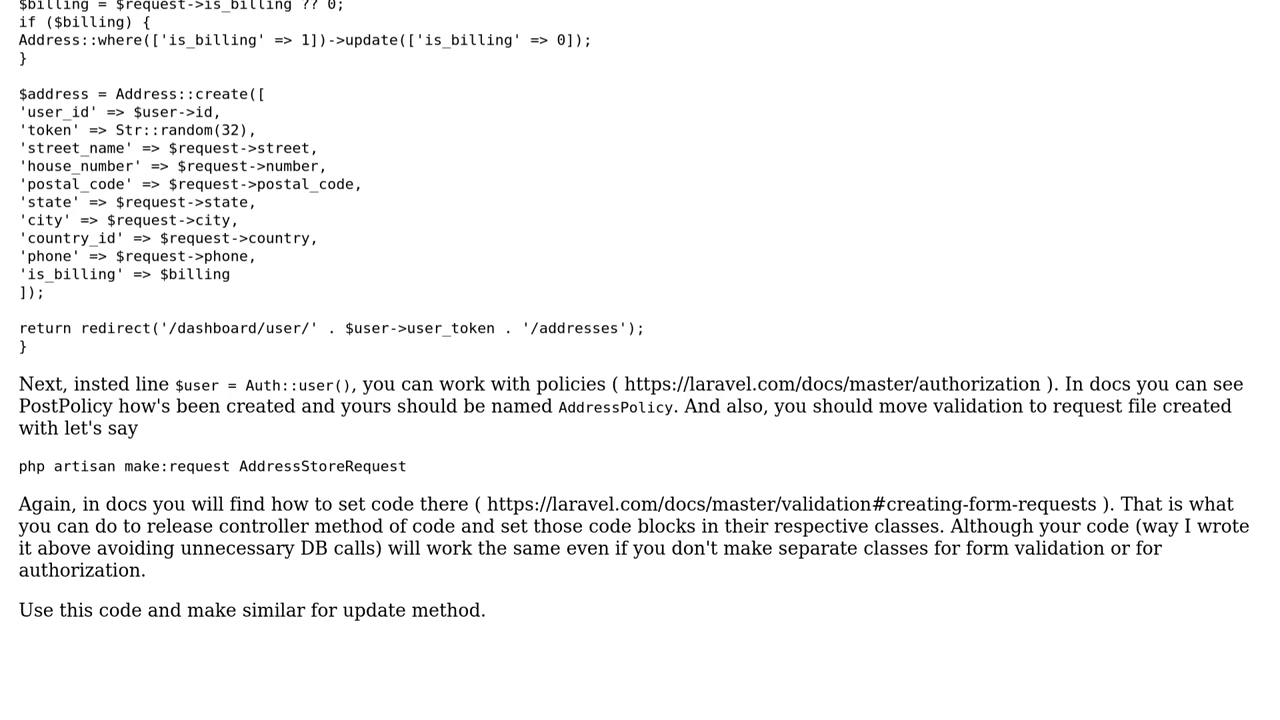 $billing = $request->is_billing ?? 0;
if ($billing) {
Address::where(['is_billing' => 1])->update(['is_billing' => 0]);
}
$address = Address::create([
'user_id' => $user->id,
'token' => Str::random(32),
'street_name' => $request->street,
'house_number' => $request->number,
'postal_code' => $request->postal_code,
'state' => $request->state,
'city' => $request->city,
'country_id' => $request->country,
'phone' => $request->phone,
'is_billing' => $billing
]);
return redirect('/dashboard/user/' . $user->user_token . '/addresses');
}
Next, insted line $user = Auth::user(), you can work with policies ( https://laravel.com/docs/master/authorization ). In docs you can see
PostPolicy how's been created and yours should be named AddressPolicy. And also, you should move validation to request file created
with let's say
php artisan make:request AddressStoreRequest
Again, in docs you will find how to set code there ( https://laravel.com/docs/master/validation#creating-form-requests ). That is what
you can do to release controller method of code and set those code blocks in their respective classes. Although your code (way I wrote
it above avoiding unnecessary DB calls) will work the same even if you don't make separate classes for form validation or for
authorization.
Use this code and make similar for update method.